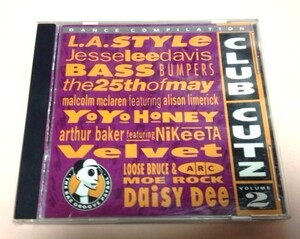 DANCE COMPILATION
L.A. STYLE
Jesse lee davis
BASS BUMPERS
the 25th of may
malcolm mclaren featuring alison limerick
YOYO HONEY
arthur baker featuring NiKeeTA
Velvet
LOOSE BRUCE & ARC
MOE ROCK
DaiSY Dee
CLUB CUTZ
VOLUME 2